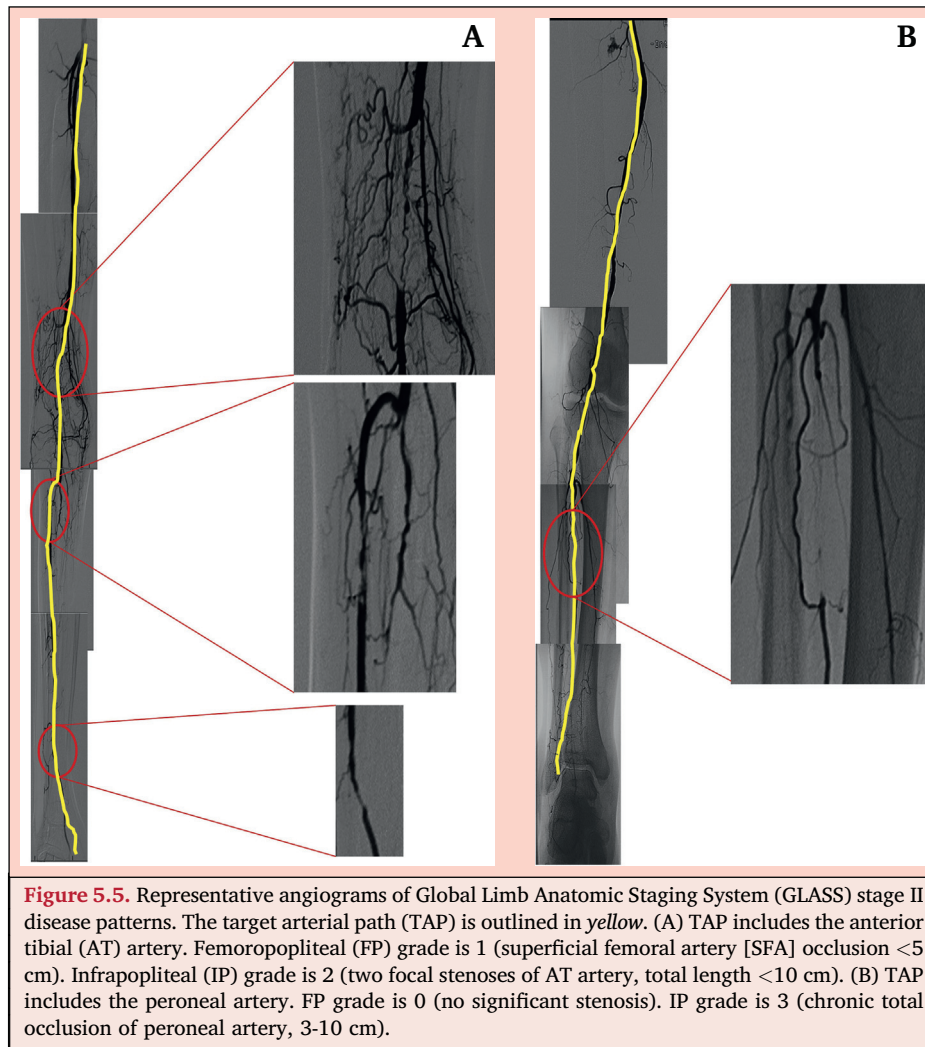 A
B
Figure 5.5. Representative angiograms of Global Limb Anatomic Staging System (GLASS) stage II
disease patterns. The target arterial path (TAP) is outlined in yellow. (A) TAP includes the anterior
tibial (AT) artery. Femoropopliteal (FP) grade is 1 (superficial femoral artery [SFA] occlusion <5
cm). Infrapopliteal (IP) grade is 2 (two focal stenoses of AT artery, total length <10 cm). (B) TAP
includes the peroneal artery. FP grade is 0 (no significant stenosis). IP grade is 3 (chronic total
occlusion of peroneal artery, 3-10 cm).